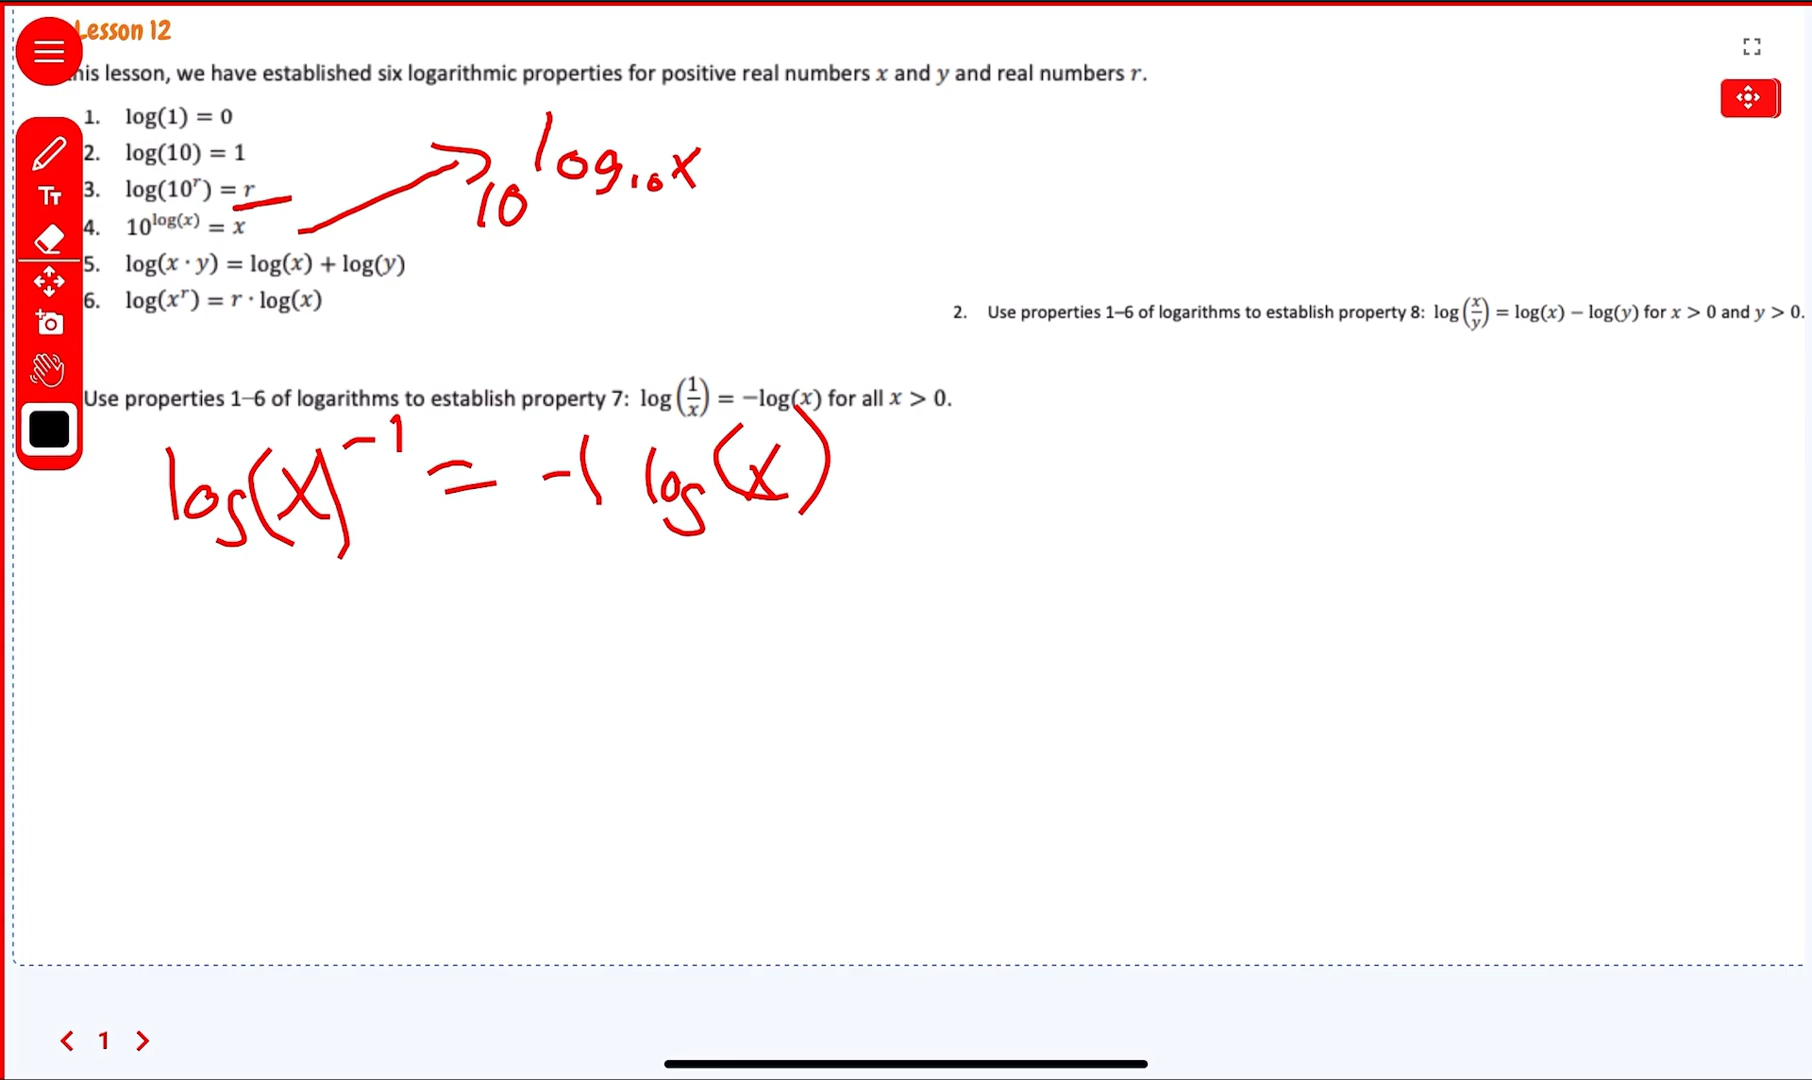 Lesson 12
his lesson, we have established six logarithmic properties for positive real numbers x and y and real numbers r.
1. log(1) = 0
2. log(10) = 1
3. log(10^r) = r
4. 10^log(x) = x
10^log₁₀x
5. log(x · y) = log(x) + log(y)
6. log(x^r) = r · log(x)
2. Use properties 1–6 of logarithms to establish property 8: log(x/y) = log(x) − log(y) for x > 0 and y > 0.
Use properties 1–6 of logarithms to establish property 7: log(1/x) = −log(x) for all x > 0.
log(x)^-1 = -1 log(x)
Tт
< 1 >